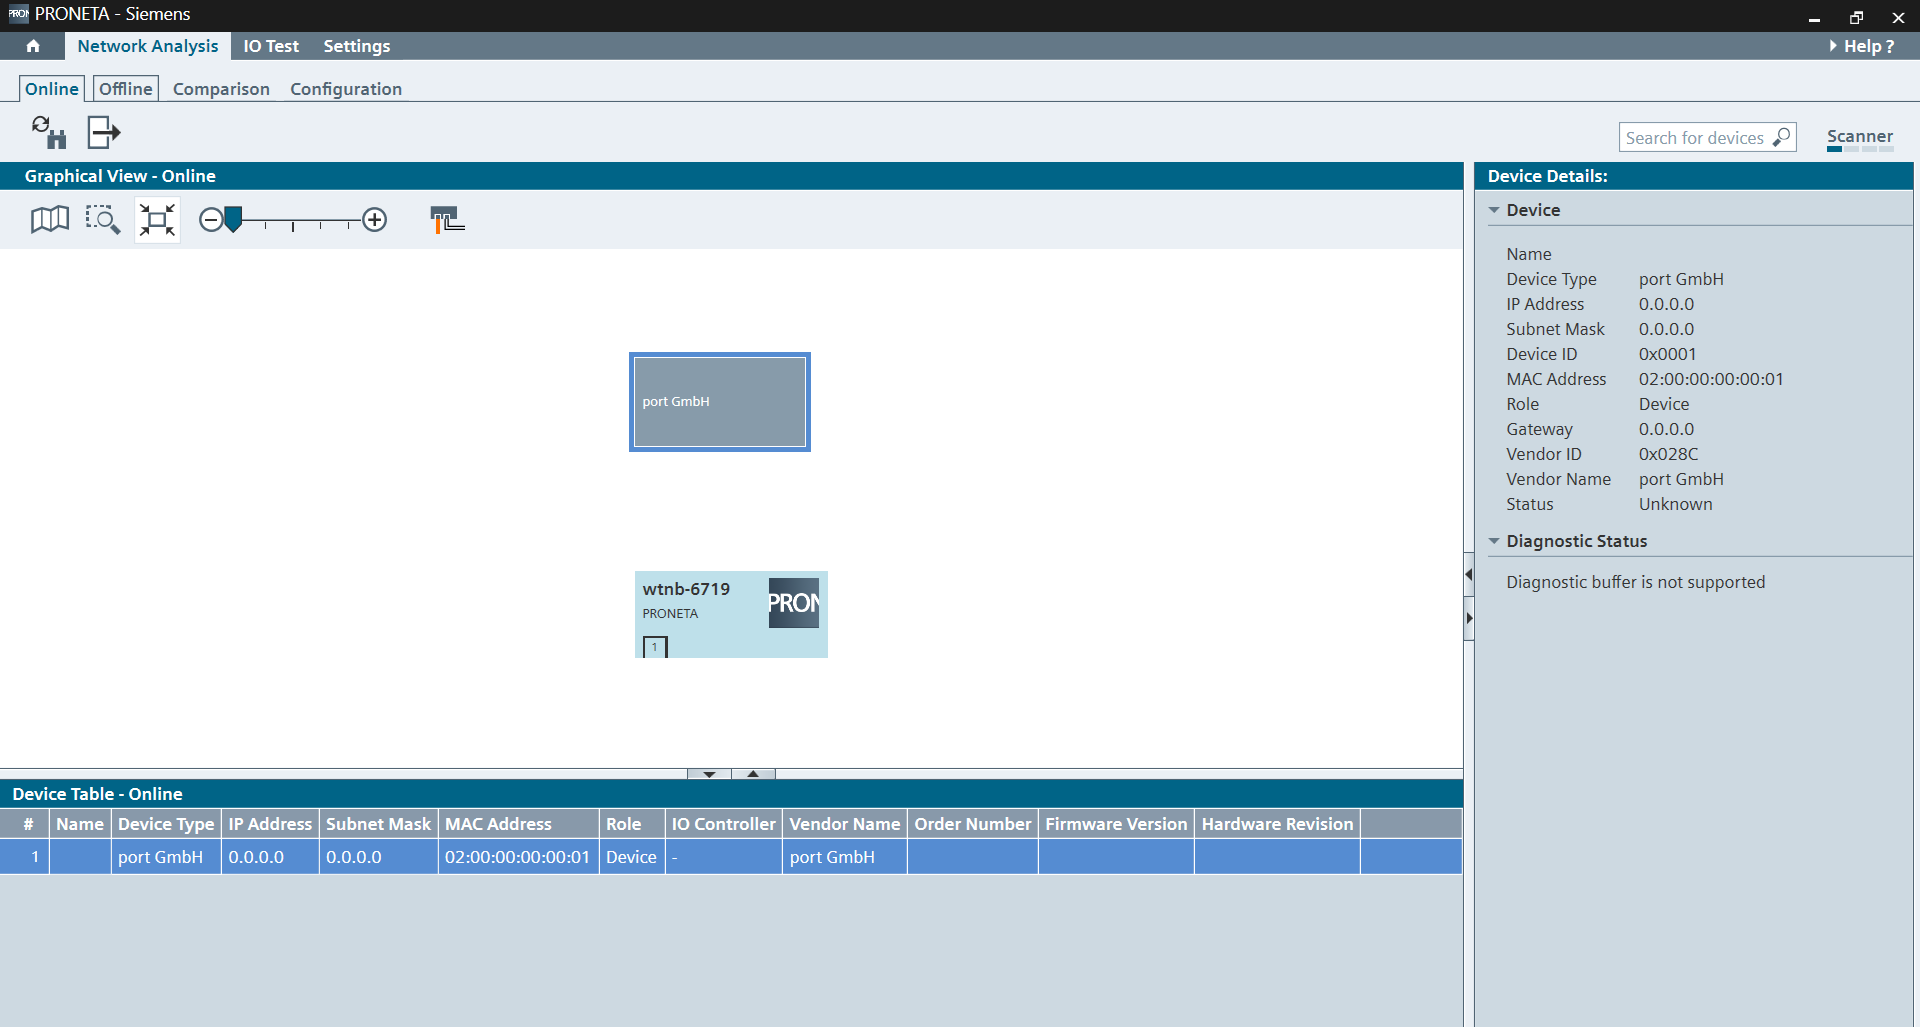 PRONETA - Siemens
Network Analysis IO Test Settings Help ?
Online Offline Comparison Configuration
Search for devices Scanner
Graphical View - Online
port GmbH
wtnb-6719
PRONETA
PRON
1
Device Table - Online
# Name Device Type IP Address Subnet Mask MAC Address Role IO Controller Vendor Name Order Number Firmware Version Hardware Revision
1 port GmbH 0.0.0.0 0.0.0.0 02:00:00:00:00:01 Device - port GmbH
Device Details:
Device
Name
Device Type port GmbH
IP Address 0.0.0.0
Subnet Mask 0.0.0.0
Device ID 0x0001
MAC Address 02:00:00:00:00:01
Role Device
Gateway 0.0.0.0
Vendor ID 0x028C
Vendor Name port GmbH
Status Unknown
Diagnostic Status
Diagnostic buffer is not supported